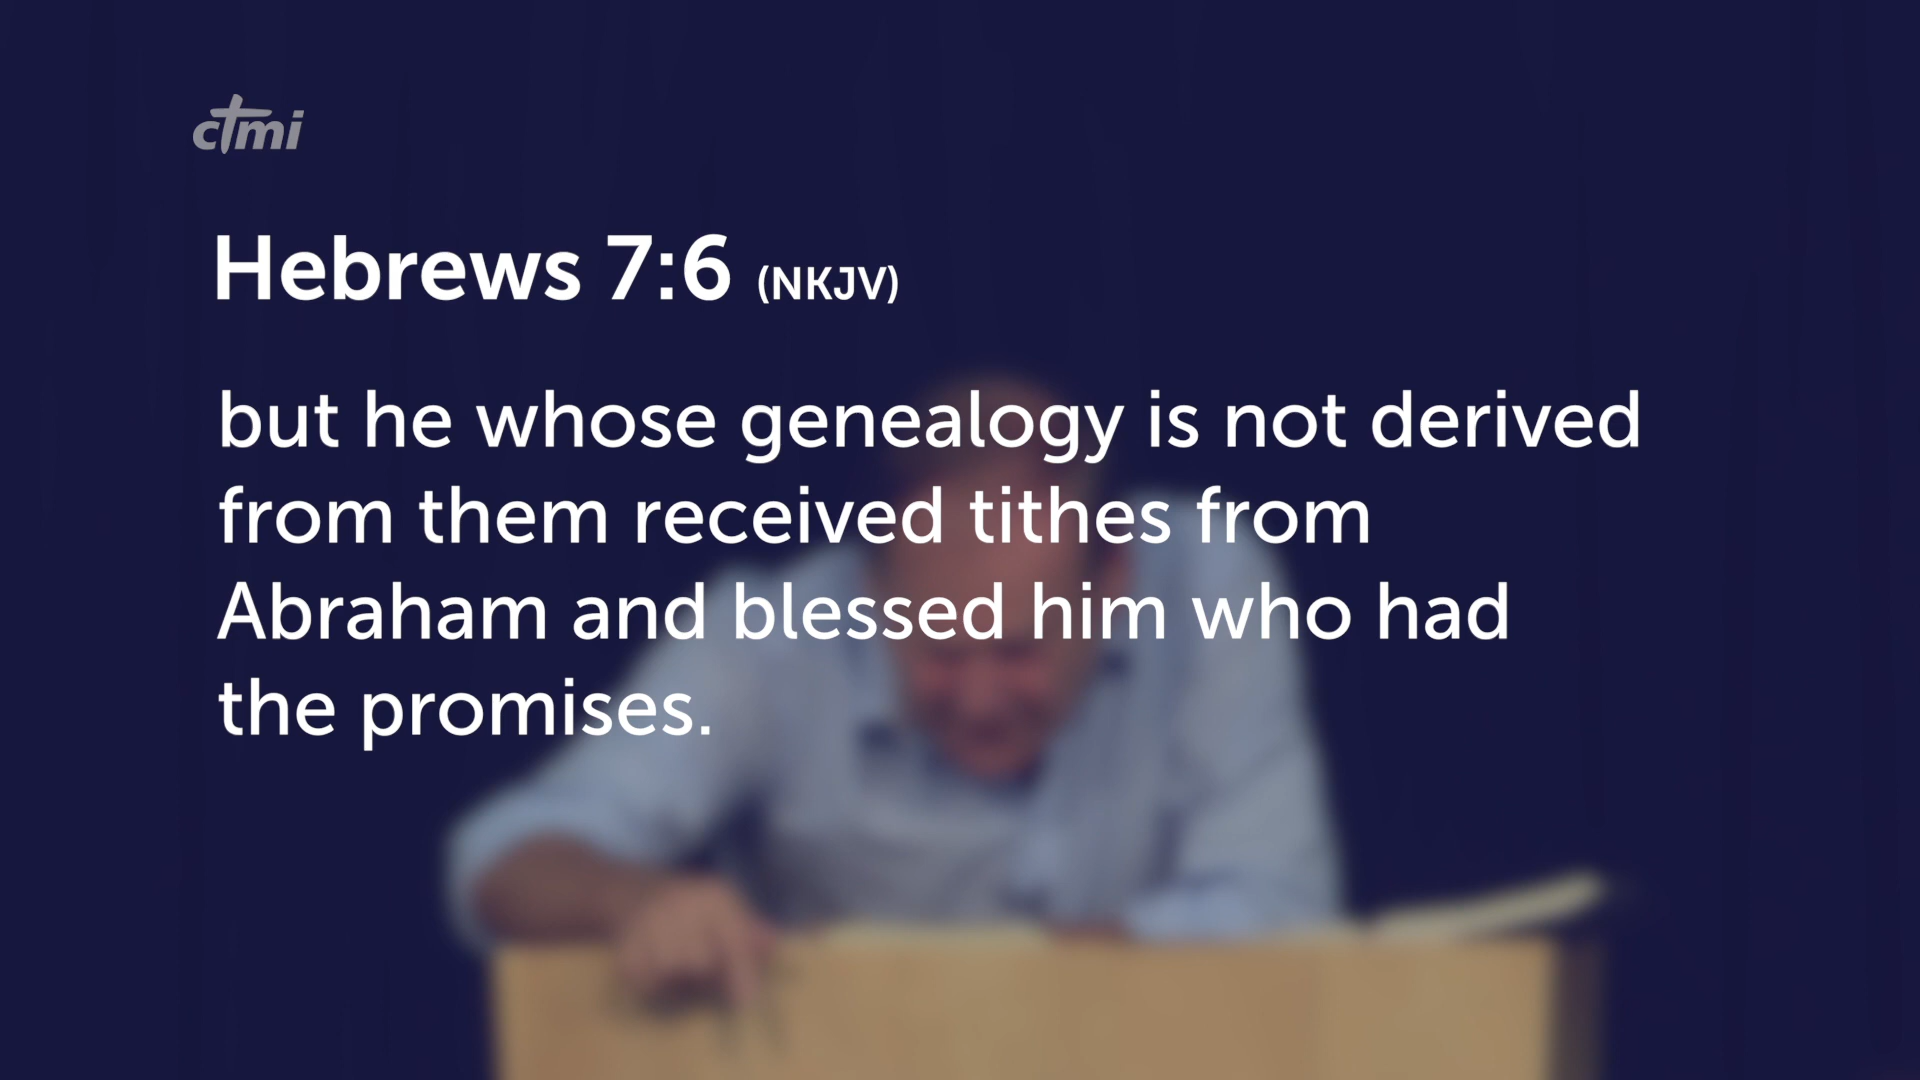 ctmi
Hebrews 7:6 (NKJV)
but he whose genealogy is not derived
from them received tithes from
Abraham and blessed him who had
the promises.